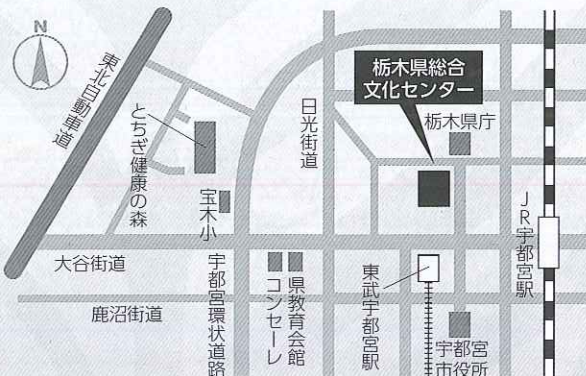 N
東北自動車道
とちぎ健康の森
宝木小
日光街道
栃木県総合
文化センター
栃木県庁
JR宇都宮駅
大谷街道
鹿沼街道
宇都宮環状道路
コンセーレ
県教育会館
東武宇都宮駅
宇都宮
市役所